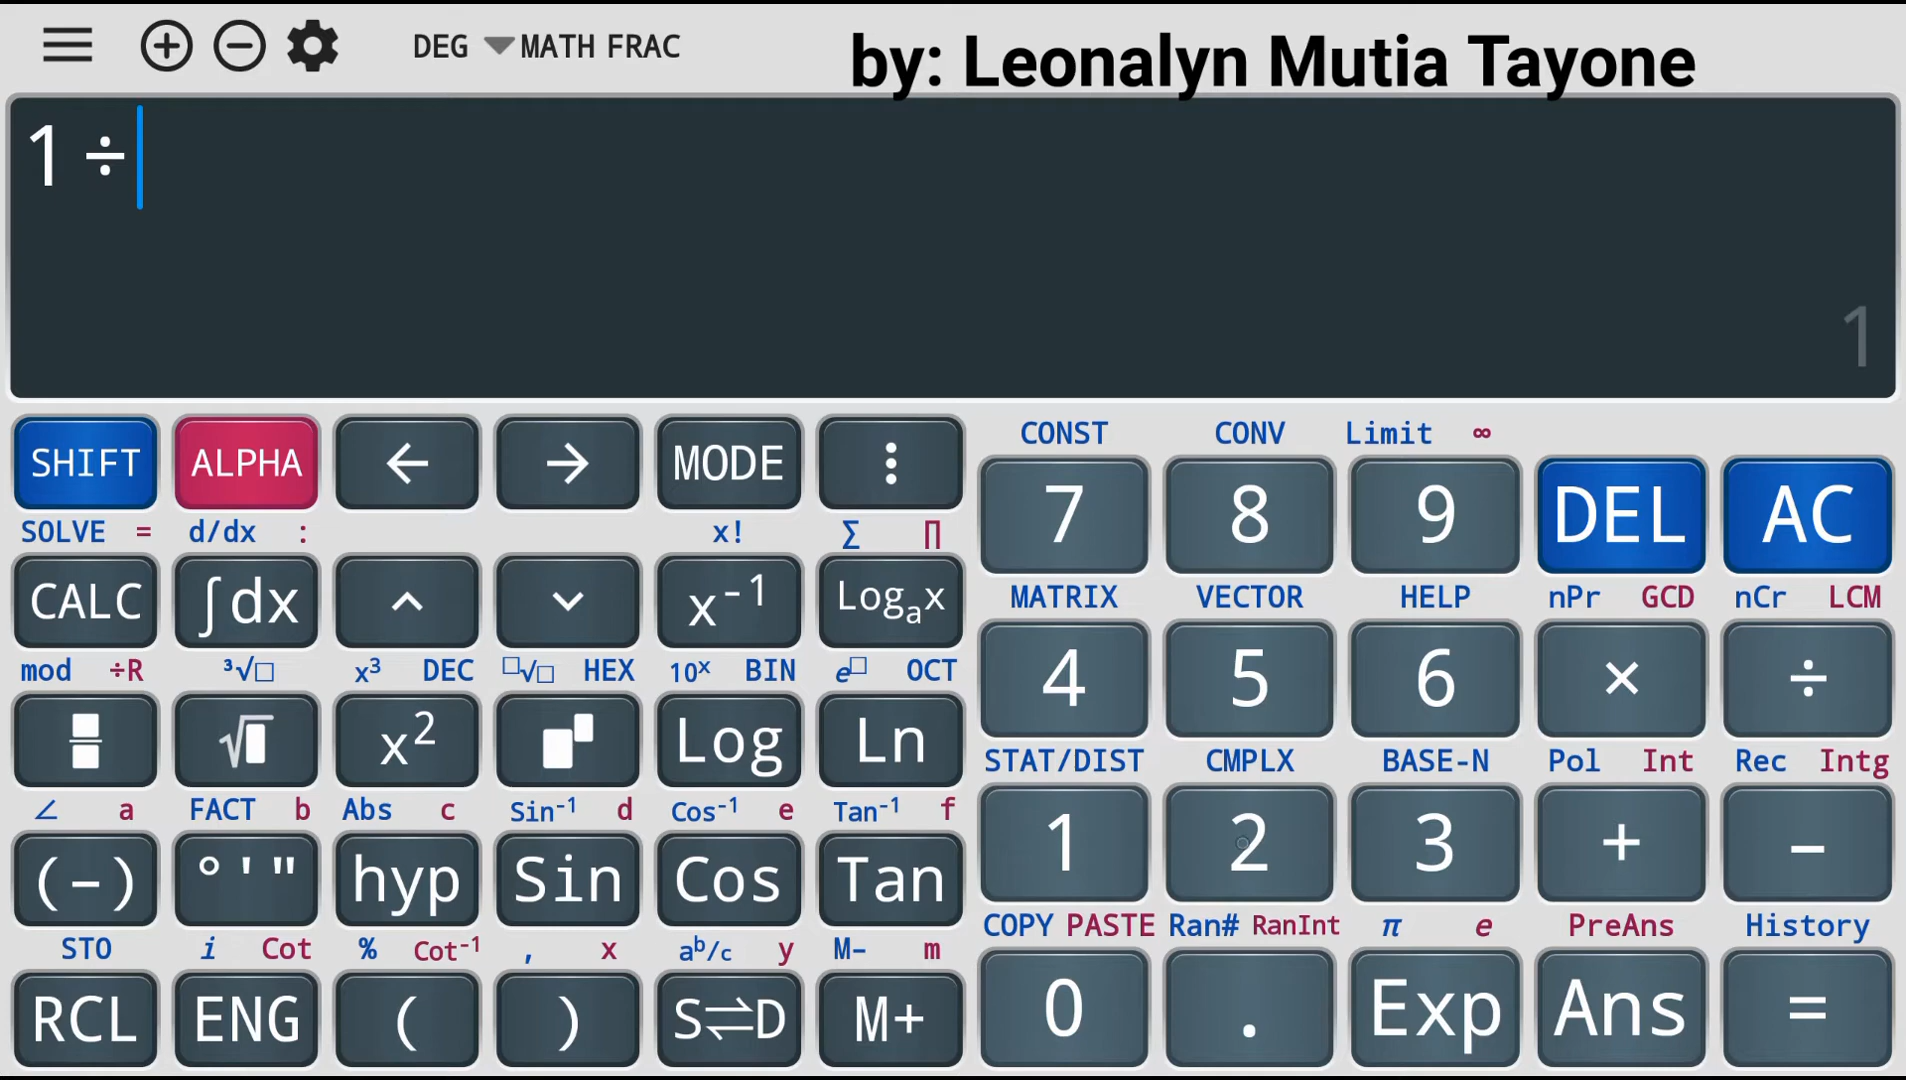 DEG MATH FRAC
by: Leonalyn Mutia Tayone
1 ÷
1
SHIFT ALPHA ← → MODE ⋮
SOLVE = d/dx : x! ∑ ∏
CALC ∫dx ^ ⌄ x⁻¹ Logₐx
mod ÷R ³√□ x³ DEC □√□ HEX 10ˣ BIN e□ OCT
√ x² Log Ln
∠ a FACT b Abs c Sin⁻¹ d Cos⁻¹ e Tan⁻¹ f
(-) °'" hyp Sin Cos Tan
STO i Cot % Cot⁻¹ , x aᵇ/c y M- m
RCL ENG ( ) S⇌D M+
CONST CONV Limit ∞
7 8 9 DEL AC
MATRIX VECTOR HELP nPr GCD nCr LCM
4 5 6 × ÷
STAT/DIST CMPLX BASE-N Pol Int Rec Intg
1 2 3 + -
COPY PASTE Ran# RanInt π e PreAns History
0 . Exp Ans =